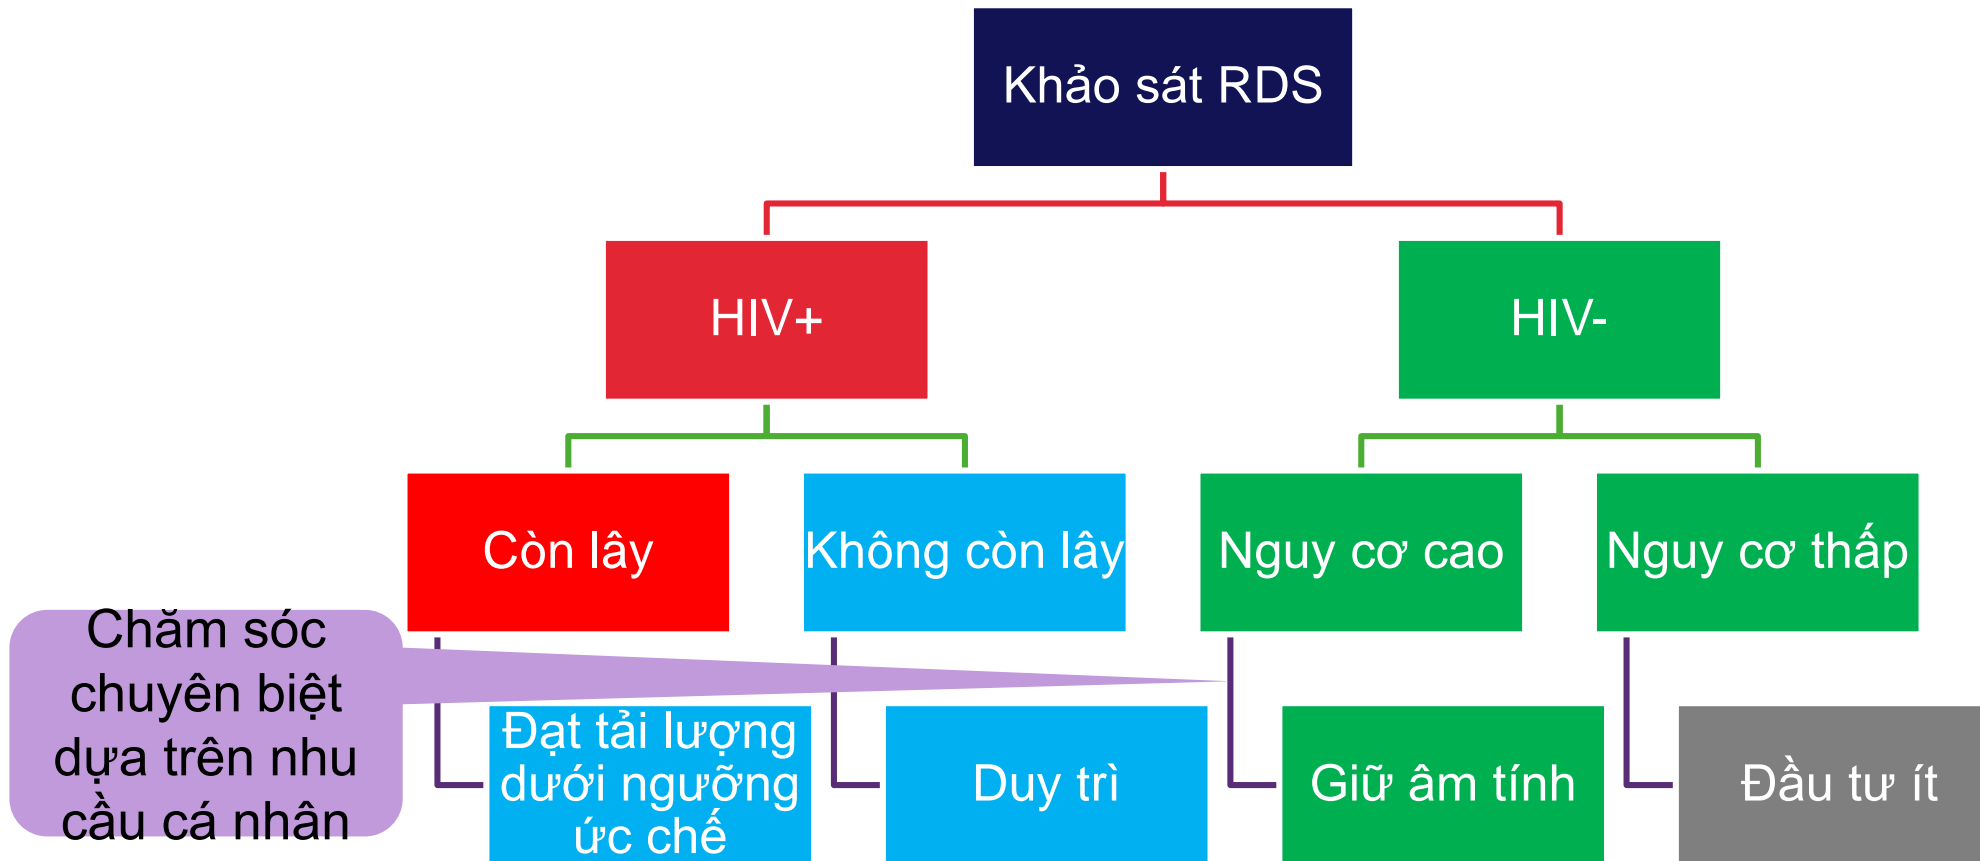 Khảo sát RDS
HIV+
HIV-
Còn lây
Không còn lây
Nguy cơ cao
Nguy cơ thấp
Chăm sóc
chuyên biệt
dựa trên nhu
cầu cá nhân
Đạt tải lượng
dưới ngưỡng
ức chế
Duy trì
Giữ âm tính
Đầu tư ít